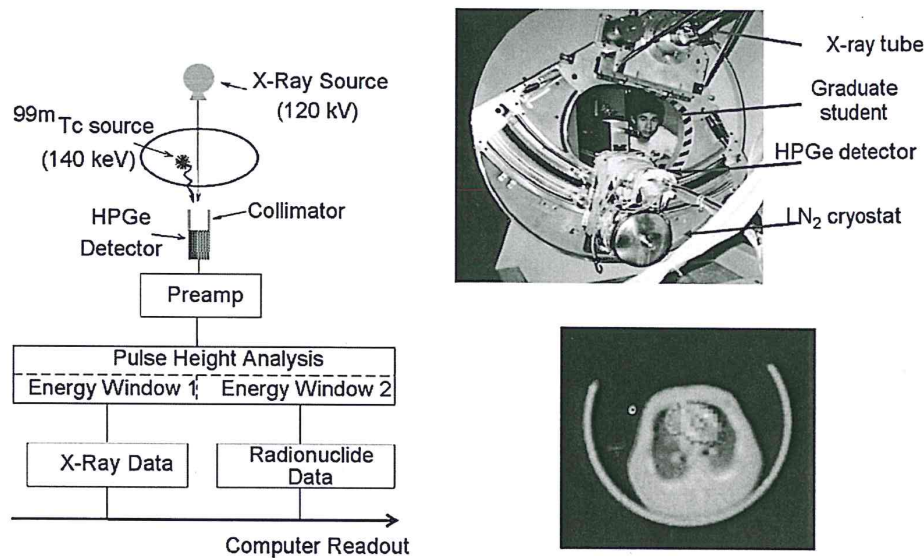 X-Ray Source
(120 kV)
99mTc source
(140 keV)
HPGe
Detector
Collimator
Preamp
Pulse Height Analysis
Energy Window 1
Energy Window 2
X-Ray Data
Radionuclide
Data
Computer Readout
X-ray tube
Graduate
student
HPGe detector
LN2 cryostat